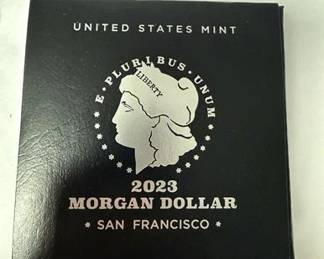 UNITED STATES MINT
E · PLURIBUS · UNUM
LIBERTY
2023
MORGAN DOLLAR
* SAN FRANCISCO *